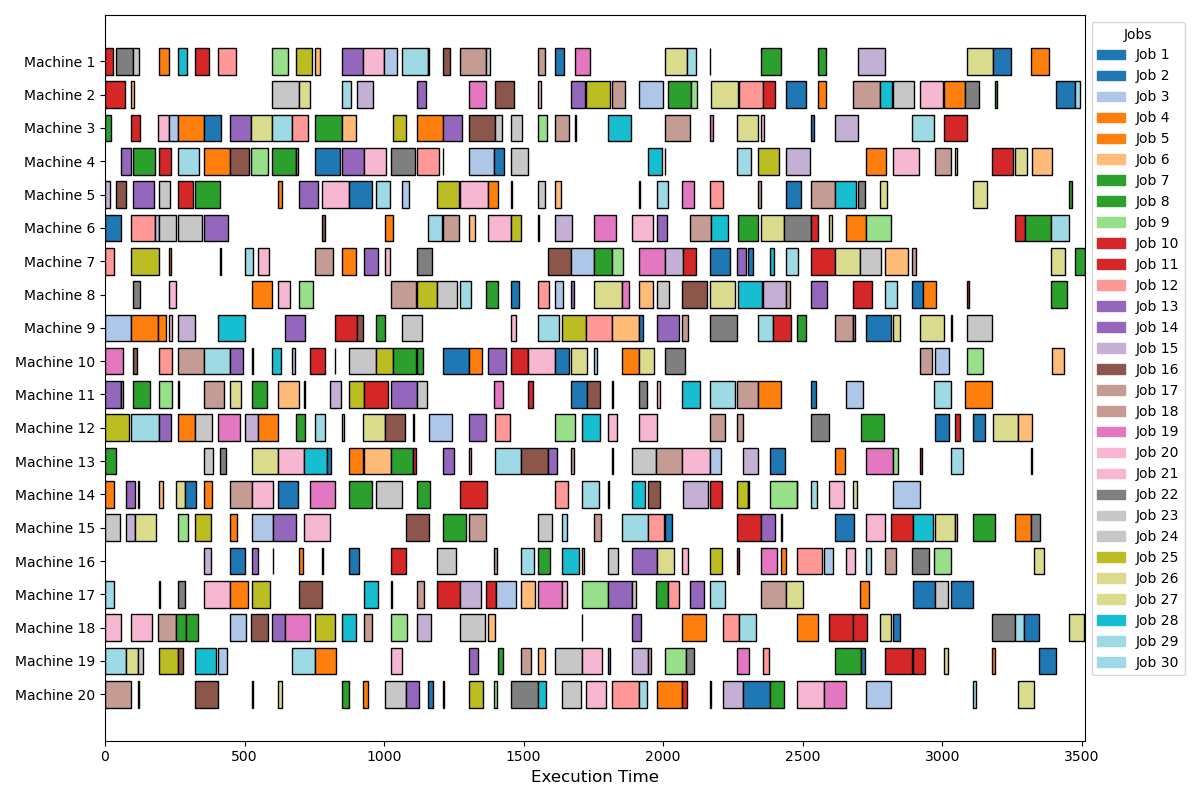 Machine 1
Machine 2
Machine 3
Machine 4
Machine 5
Machine 6
Machine 7
Machine 8
Machine 9
Machine 10
Machine 11
Machine 12
Machine 13
Machine 14
Machine 15
Machine 16
Machine 17
Machine 18
Machine 19
Machine 20
0 500 1000 1500 2000 2500 3000 3500
Execution Time
Jobs
Job 1
Job 2
Job 3
Job 4
Job 5
Job 6
Job 7
Job 8
Job 9
Job 10
Job 11
Job 12
Job 13
Job 14
Job 15
Job 16
Job 17
Job 18
Job 19
Job 20
Job 21
Job 22
Job 23
Job 24
Job 25
Job 26
Job 27
Job 28
Job 29
Job 30